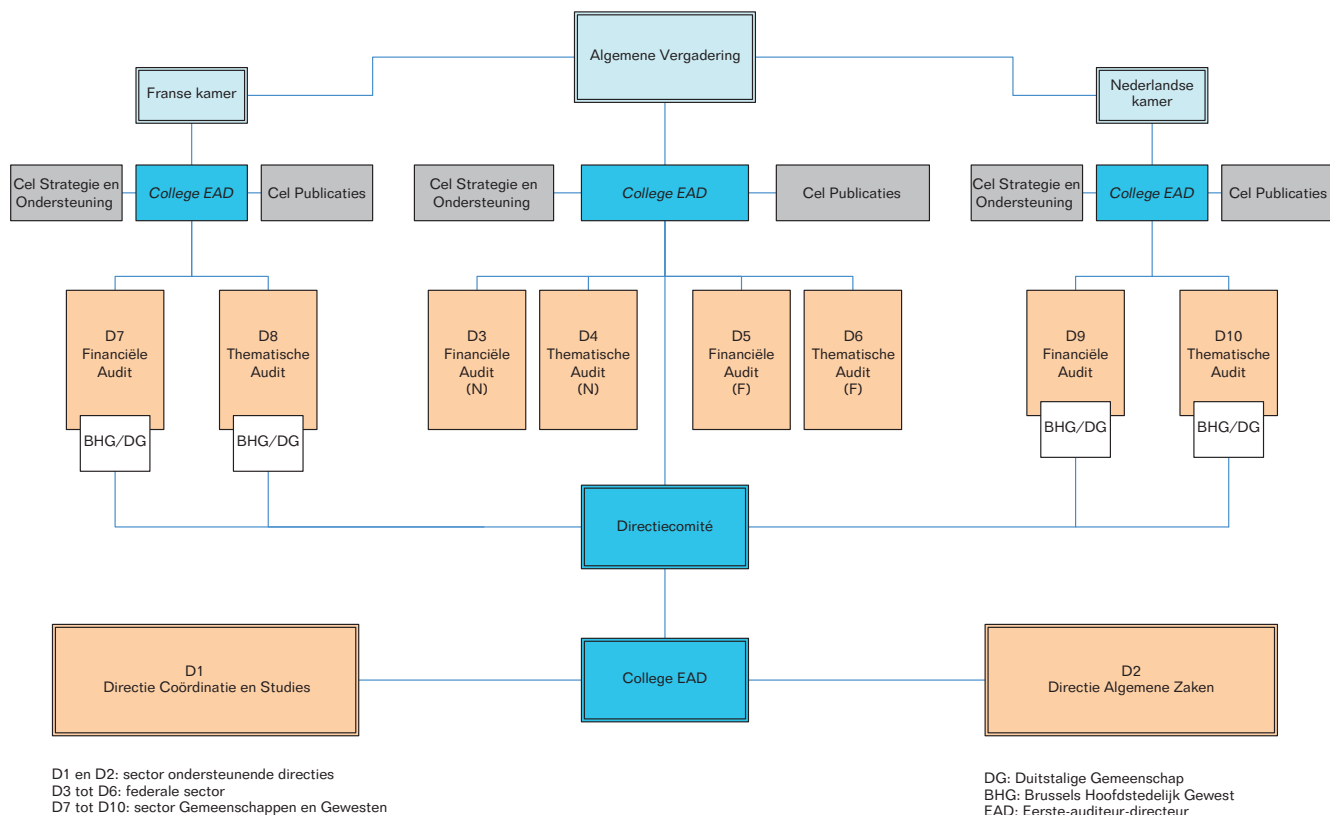 Algemene Vergadering
Franse kamer
Nederlandse
kamer
Cel Strategie en
Ondersteuning
College EAD
Cel Publicaties
Cel Strategie en
Ondersteuning
College EAD
Cel Publicaties
Cel Strategie en
Ondersteuning
College EAD
Cel Publicaties
D7
Financiële
Audit
D8
Thematische
Audit
D3
Financiële
Audit
(N)
D4
Thematische
Audit
(N)
D5
Financiële
Audit
(F)
D6
Thematische
Audit
(F)
D9
Financiële
Audit
D10
Thematische
Audit
BHG/DG
BHG/DG
BHG/DG
BHG/DG
Directiecomité
D1
Directie Coördinatie en Studies
College EAD
D2
Directie Algemene Zaken
D1 en D2: sector ondersteunende directies
D3 tot D6: federale sector
D7 tot D10: sector Gemeenschappen en Gewesten
DG: Duitstalige Gemeenschap
BHG: Brussels Hoofdstedelijk Gewest
EAD: Eerste-auditeur-directeur